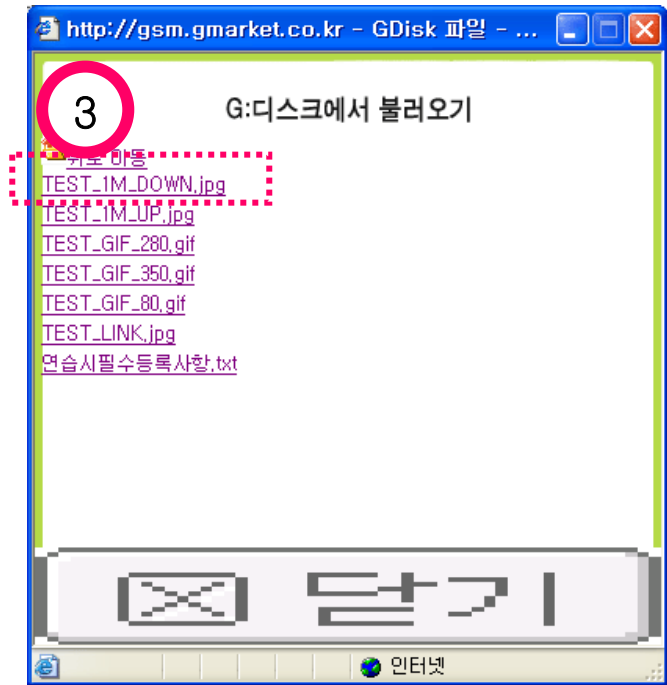 http://gsm.gmarket.co.kr - GDisk 파일 - ...
3
G:디스크에서 불러오기
위로 이동
TEST_1M_DOWN.jpg
TEST_1M_UP.jpg
TEST_GIF_280.gif
TEST_GIF_350.gif
TEST_GIF_80.gif
TEST_LINK.jpg
연습시필수등록사항.txt
닫기
인터넷